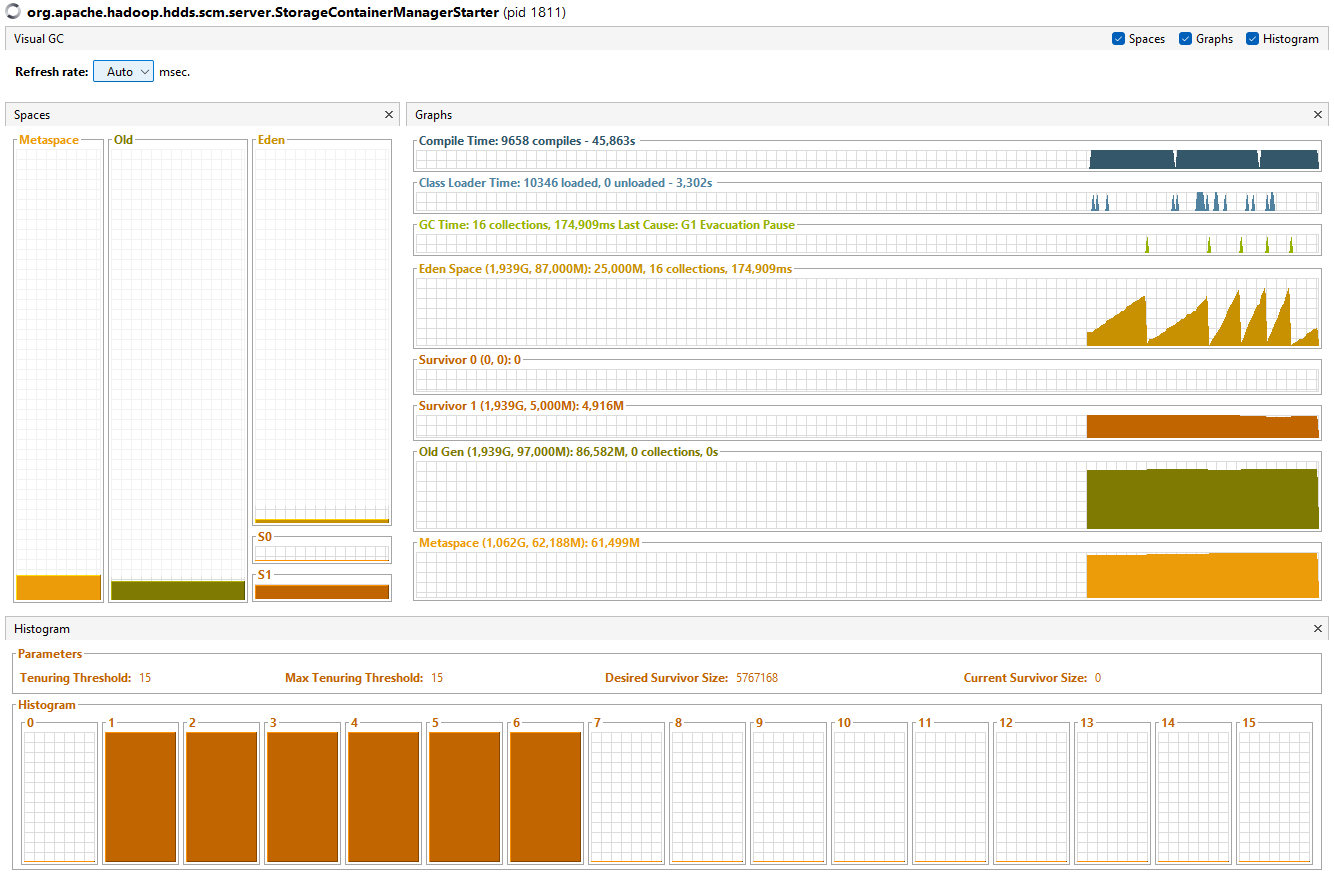 org.apache.hadoop.hdds.scm.server.StorageContainerManagerStarter (pid 1811)
Visual GC
Spaces Graphs Histogram
Refresh rate: Auto msec.
Spaces
Metaspace
Old
Eden
S0
S1
Graphs
Compile Time: 9658 compiles - 45,863s
Class Loader Time: 10346 loaded, 0 unloaded - 3,302s
GC Time: 16 collections, 174,909ms Last Cause: G1 Evacuation Pause
Eden Space (1,939G, 87,000M): 25,000M, 16 collections, 174,909ms
Survivor 0 (0, 0): 0
Survivor 1 (1,939G, 5,000M): 4,916M
Old Gen (1,939G, 97,000M): 86,582M, 0 collections, 0s
Metaspace (1,062G, 62,188M): 61,499M
Histogram
Parameters
Tenuring Threshold: 15 Max Tenuring Threshold: 15 Desired Survivor Size: 5767168 Current Survivor Size: 0
Histogram
0 1 2 3 4 5 6 7 8 9 10 11 12 13 14 15